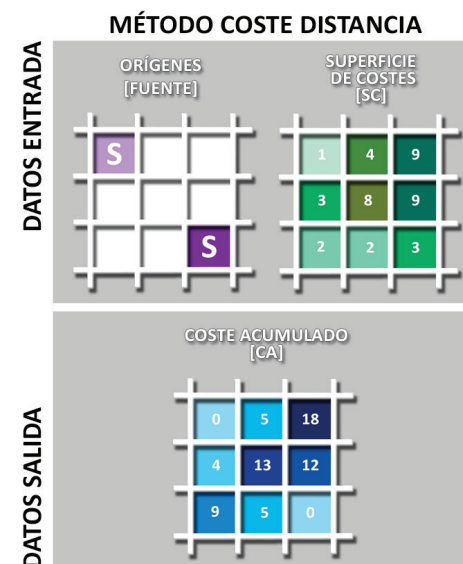 MÉTODO COSTE DISTANCIA
DATOS ENTRADA
ORÍGENES
[FUENTE]
S
S
SUPERFICIE
DE COSTES
[SC]
1 4 9
3 8 9
2 2 3
DATOS SALIDA
COSTE ACUMULADO
[CA]
0 5 18
4 13 12
9 5 0